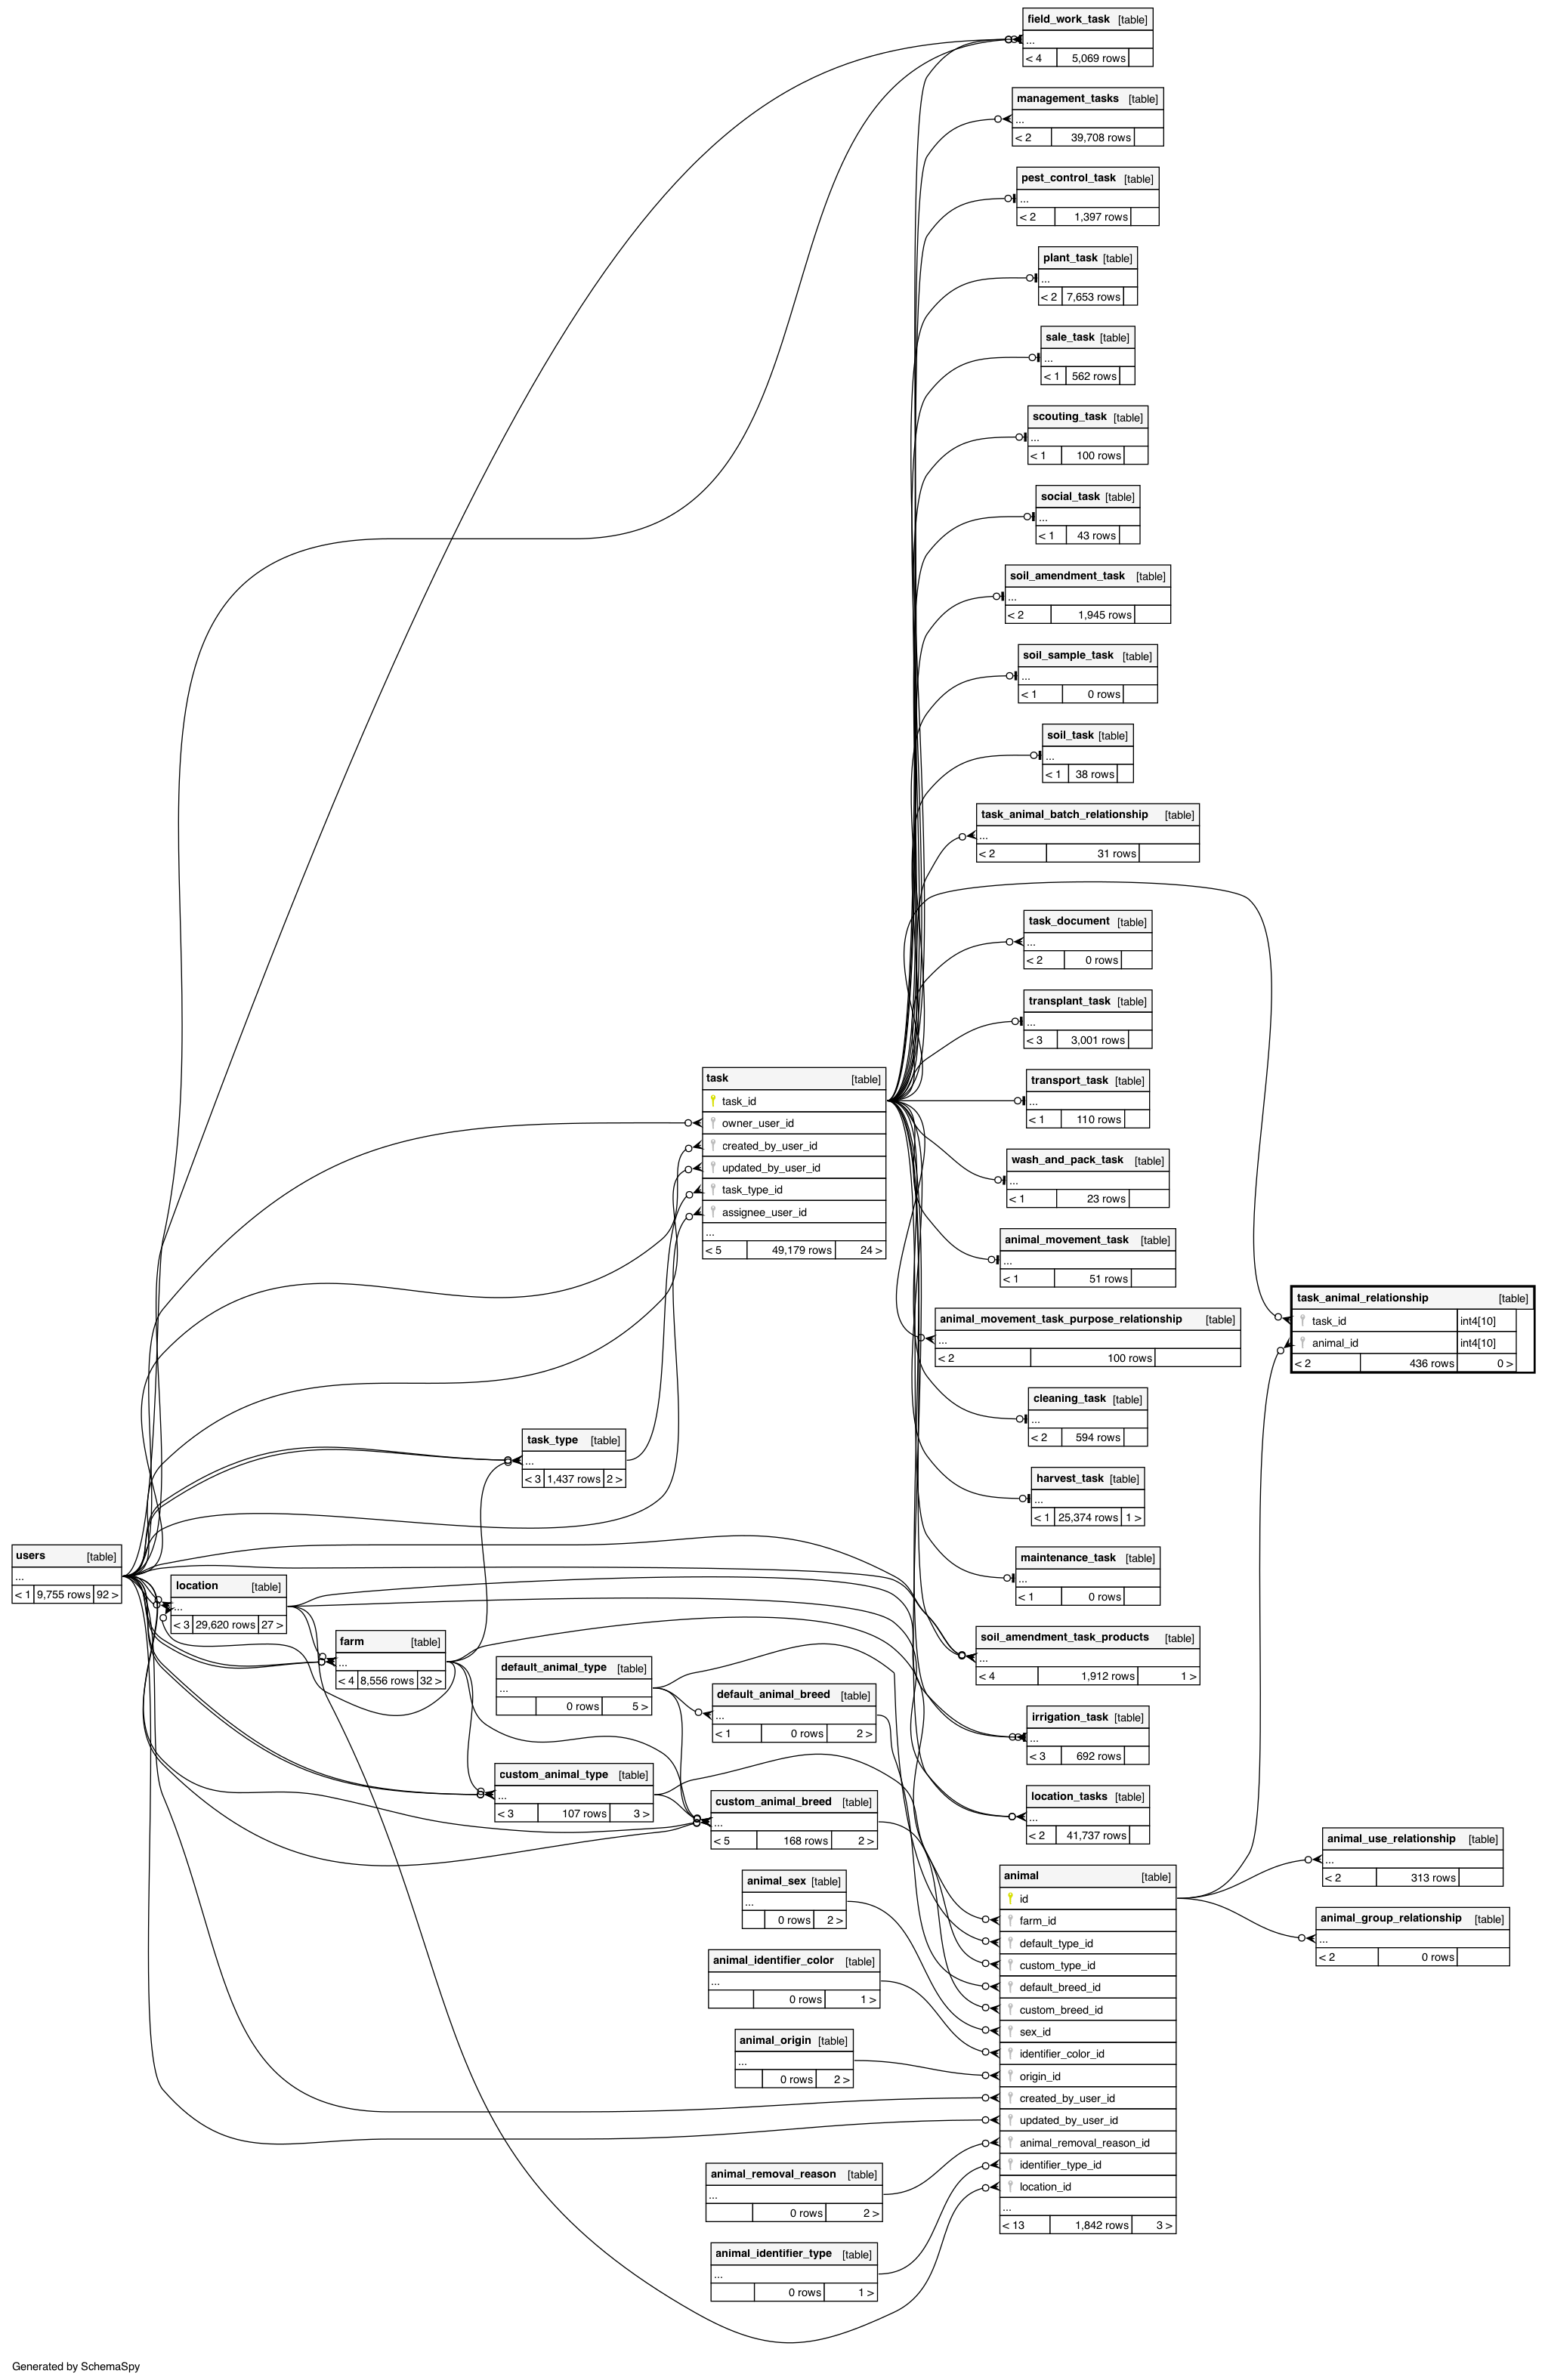 field_work_task [table]
...
< 4 5,069 rows
management_tasks [table]
...
< 2 39,708 rows
pest_control_task [table]
...
< 2 1,397 rows
plant_task [table]
...
< 2 7,653 rows
sale_task [table]
...
< 1 562 rows
scouting_task [table]
...
< 1 100 rows
social_task [table]
...
< 1 43 rows
soil_amendment_task [table]
...
< 2 1,945 rows
soil_sample_task [table]
...
< 1 0 rows
soil_task [table]
...
< 1 38 rows
task_animal_batch_relationship [table]
...
< 2 31 rows
task_document [table]
...
< 2 0 rows
transplant_task [table]
...
< 3 3,001 rows
transport_task [table]
...
< 1 110 rows
wash_and_pack_task [table]
...
< 1 23 rows
animal_movement_task [table]
...
< 1 51 rows
animal_movement_task_purpose_relationship [table]
...
< 2 100 rows
cleaning_task [table]
...
< 2 594 rows
harvest_task [table]
...
< 1 25,374 rows 1 >
maintenance_task [table]
...
< 1 0 rows
soil_amendment_task_products [table]
...
< 4 1,912 rows 1 >
irrigation_task [table]
...
< 3 692 rows
location_tasks [table]
...
< 2 41,737 rows
task [table]
task_id
owner_user_id
created_by_user_id
updated_by_user_id
task_type_id
assignee_user_id
...
< 5 49,179 rows 24 >
task_animal_relationship [table]
task_id int4[10]
animal_id int4[10]
< 2 436 rows 0 >
task_type [table]
...
< 3 1,437 rows 2 >
users [table]
...
< 1 9,755 rows 92 >
location [table]
...
< 3 29,620 rows 27 >
farm [table]
...
< 4 8,556 rows 32 >
default_animal_type [table]
...
0 rows 5 >
default_animal_breed [table]
...
< 1 0 rows 2 >
custom_animal_type [table]
...
< 3 107 rows 3 >
custom_animal_breed [table]
...
< 5 168 rows 2 >
animal_sex [table]
...
0 rows 2 >
animal_identifier_color [table]
...
0 rows 1 >
animal_origin [table]
...
0 rows 2 >
animal_removal_reason [table]
...
0 rows 2 >
animal_identifier_type [table]
...
0 rows 1 >
animal [table]
id
farm_id
default_type_id
custom_type_id
default_breed_id
custom_breed_id
sex_id
identifier_color_id
origin_id
created_by_user_id
updated_by_user_id
animal_removal_reason_id
identifier_type_id
location_id
...
< 13 1,842 rows 3 >
animal_use_relationship [table]
...
< 2 313 rows
animal_group_relationship [table]
...
< 2 0 rows
Generated by SchemaSpy